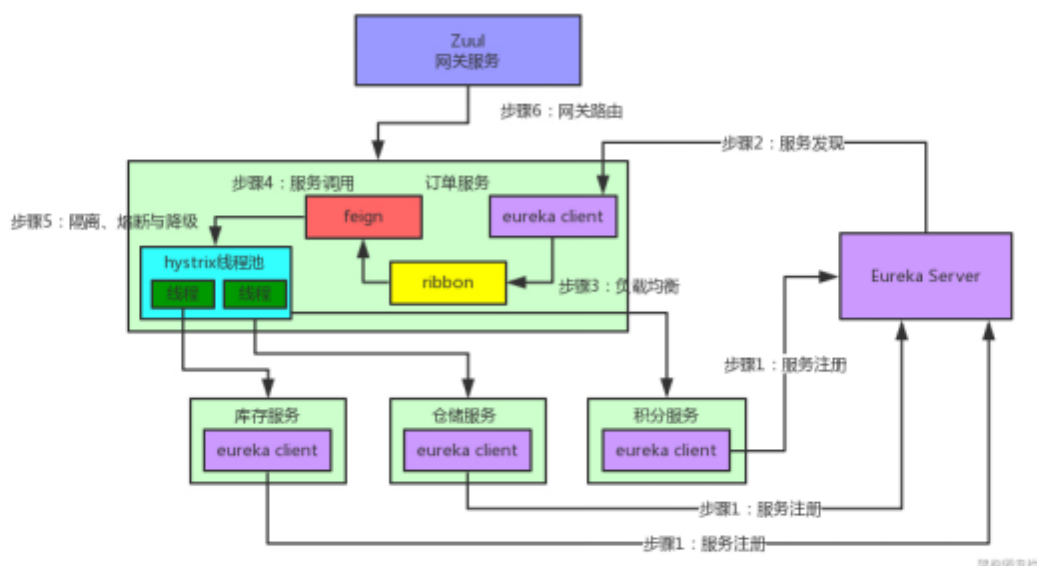 Zuul
网关服务
步骤6：网关路由
步骤2：服务发现
步骤4：服务调用
订单服务
feign
eureka client
步骤5：隔离、熔断与降级
hystrix线程池
线程
线程
ribbon
步骤3：负载均衡
Eureka Server
步骤1：服务注册
库存服务
eureka client
仓储服务
eureka client
积分服务
eureka client
步骤1：服务注册
步骤1：服务注册